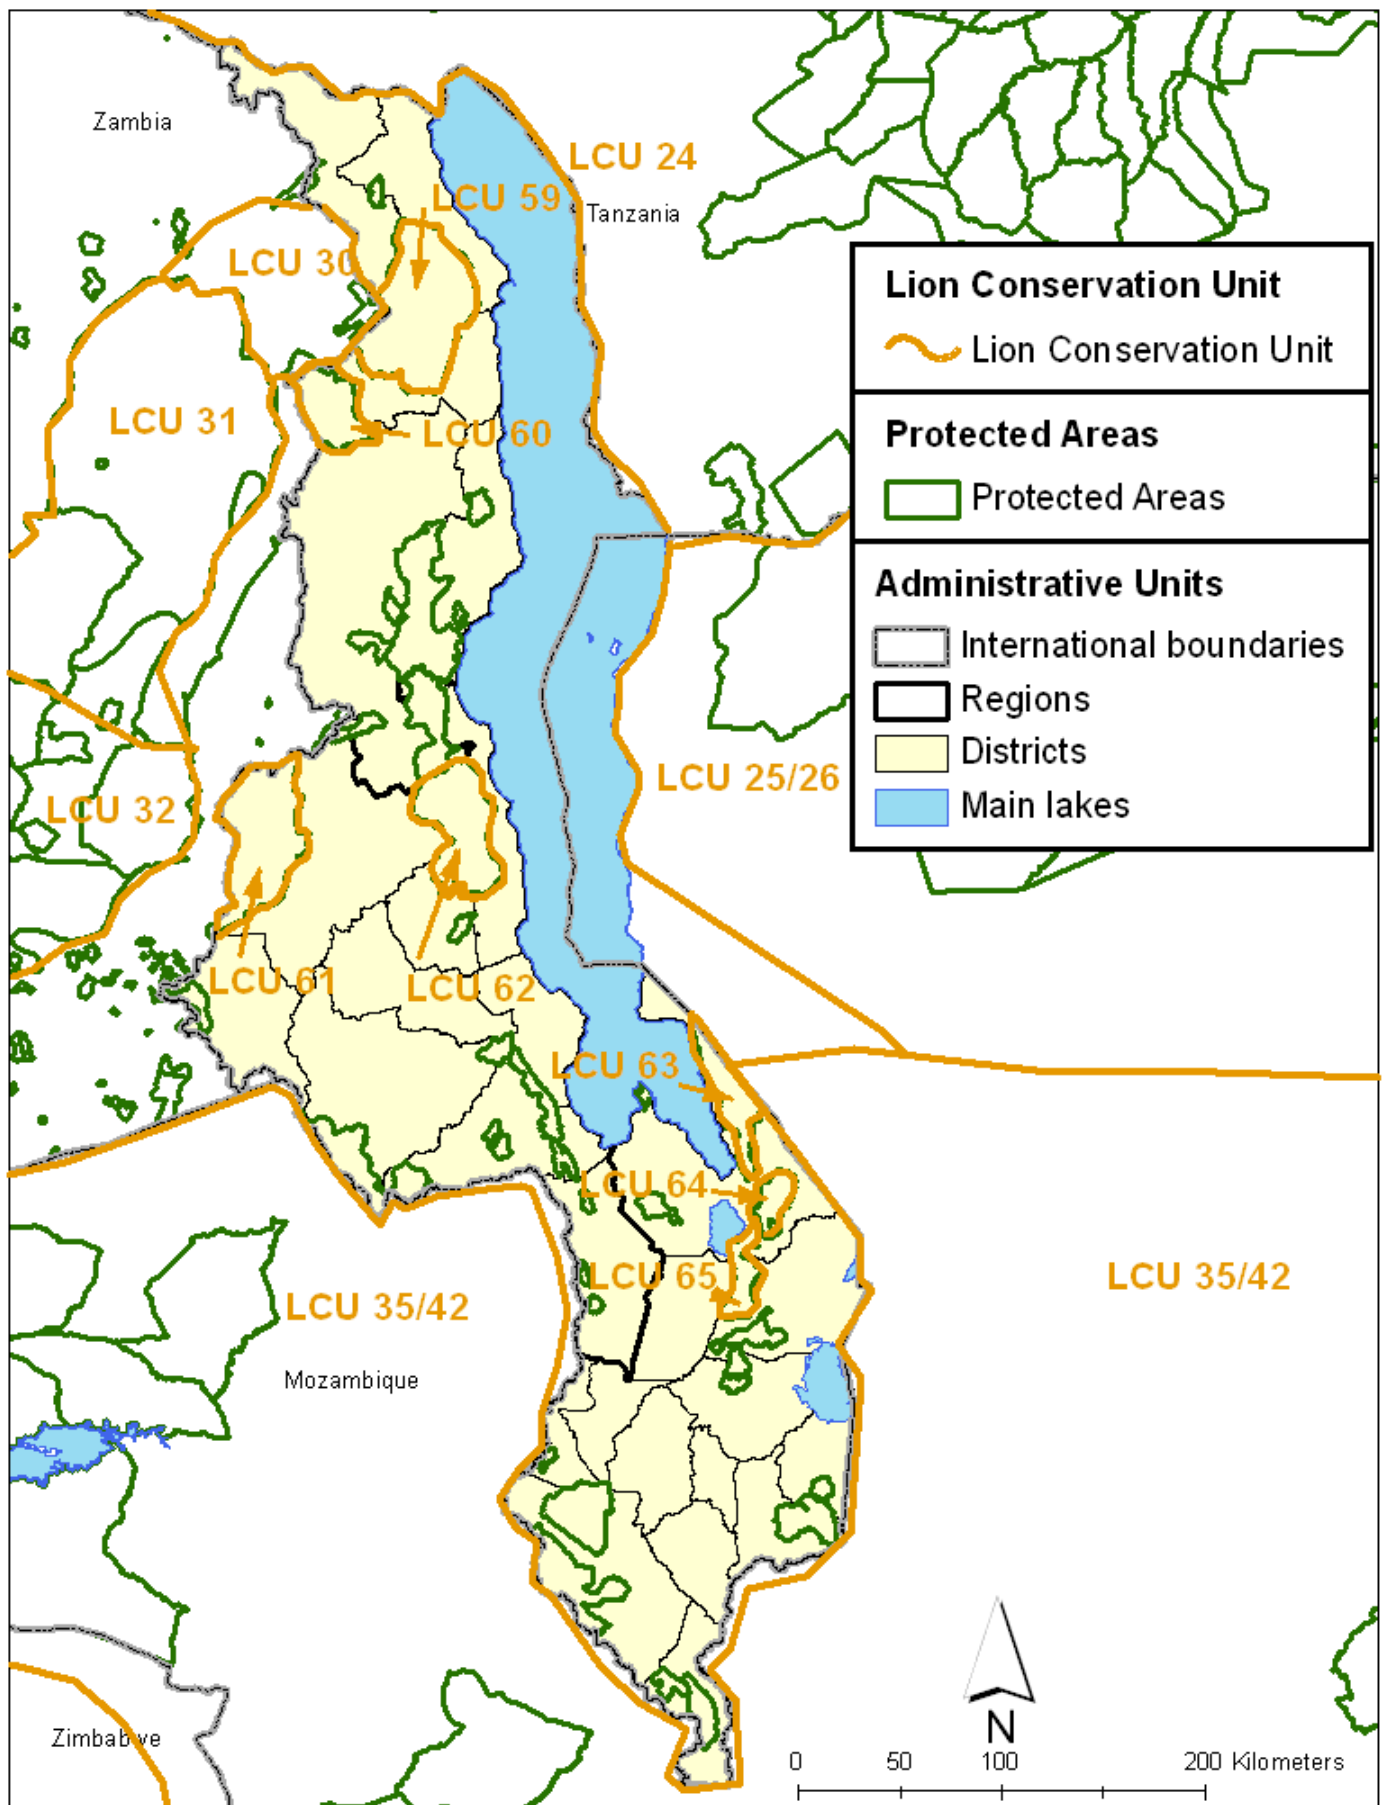 Zambia
LCU 24
LCU 59
Tanzania
LCU 30
Lion Conservation Unit
Lion Conservation Unit
LCU 31
LCU 60
Protected Areas
Protected Areas
Administrative Units
International boundaries
Regions
Districts
Main lakes
LCU 25/26
LCU 32
LCU 61
LCU 62
LCU 63
LCU 64
LCU 65
LCU 35/42
LCU 35/42
Mozambique
Zimbabwe
N
0 50 100 200 Kilometers